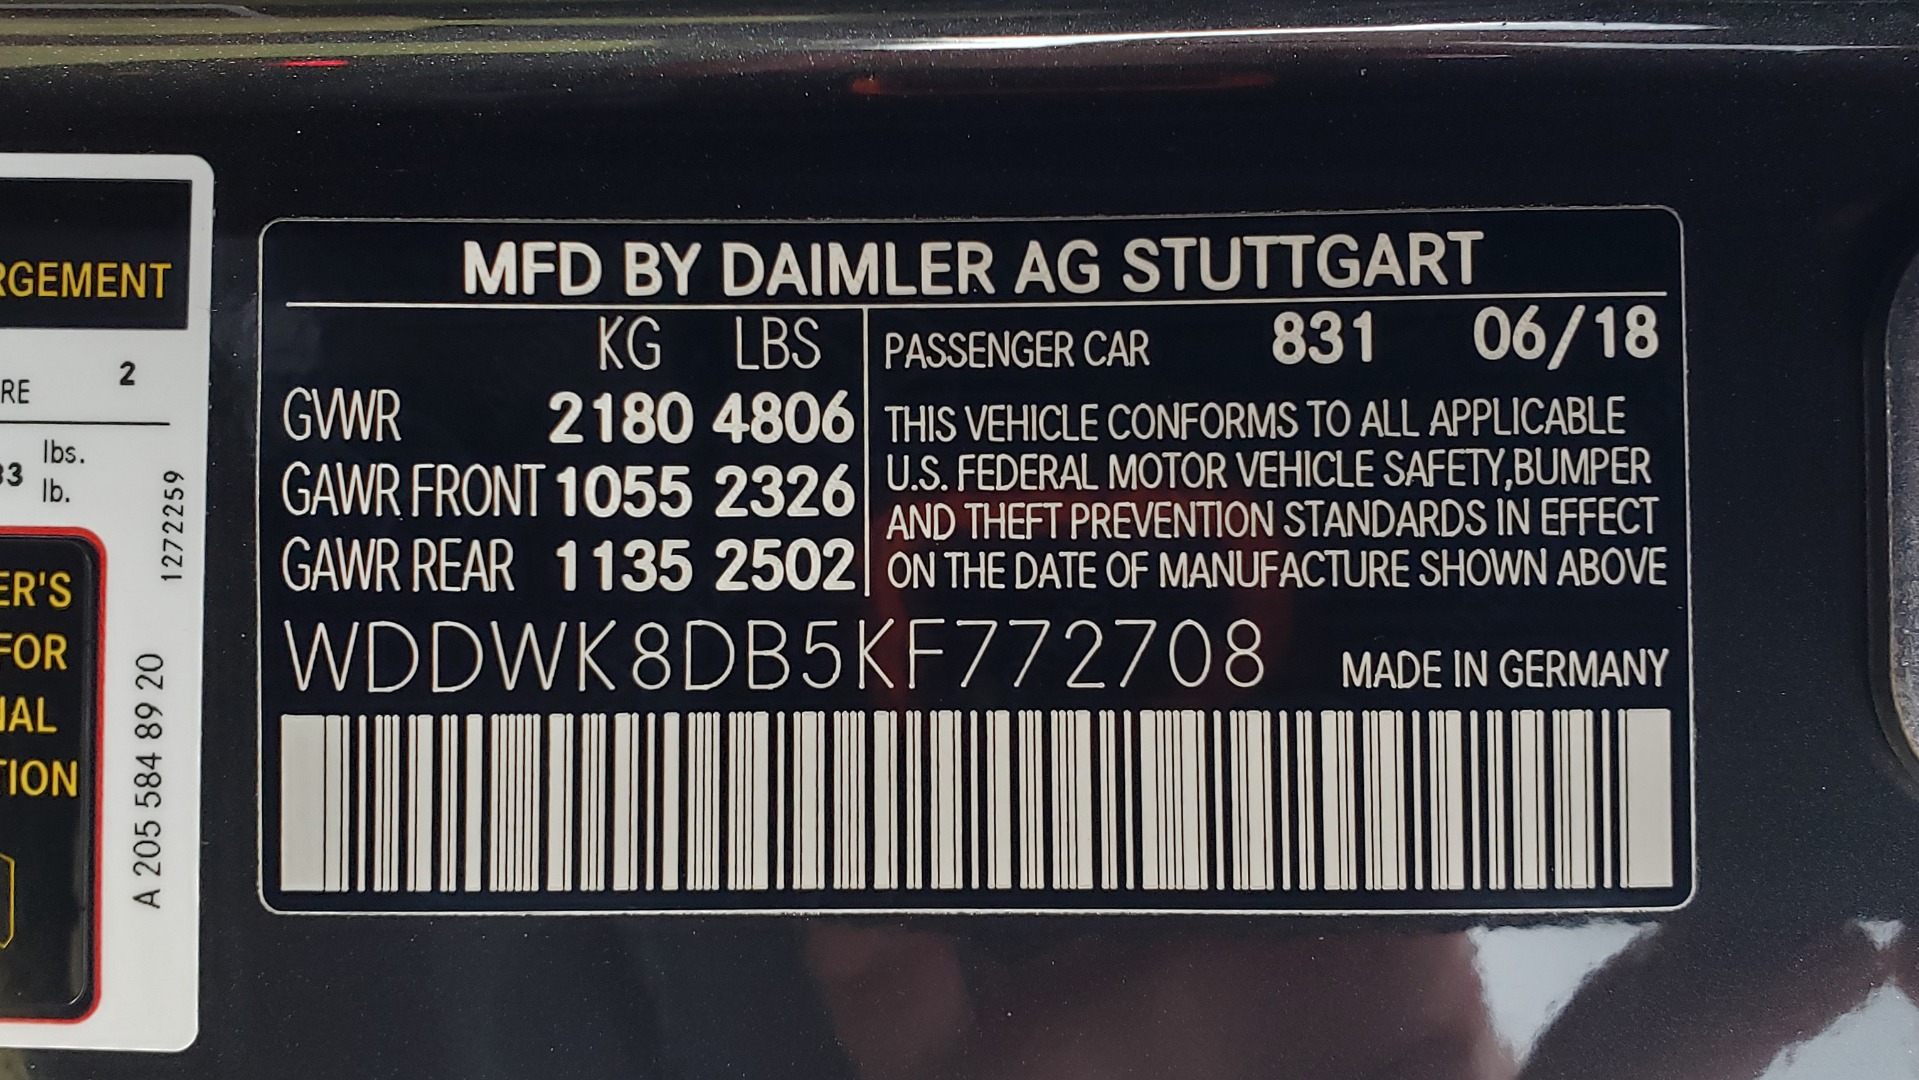 RGEMENT
RE 2
33 lbs.
lb.
1272259
ER'S
FOR
IAL
TION
A 205 584 89 20
MFD BY DAIMLER AG STUTTGART
KG LBS
GVWR 2180 4806
GAWR FRONT 1055 2326
GAWR REAR 1135 2502
PASSENGER CAR 831 06/18
THIS VEHICLE CONFORMS TO ALL APPLICABLE
U.S. FEDERAL MOTOR VEHICLE SAFETY,BUMPER
AND THEFT PREVENTION STANDARDS IN EFFECT
ON THE DATE OF MANUFACTURE SHOWN ABOVE
WDDWK8DB5KF772708 MADE IN GERMANY